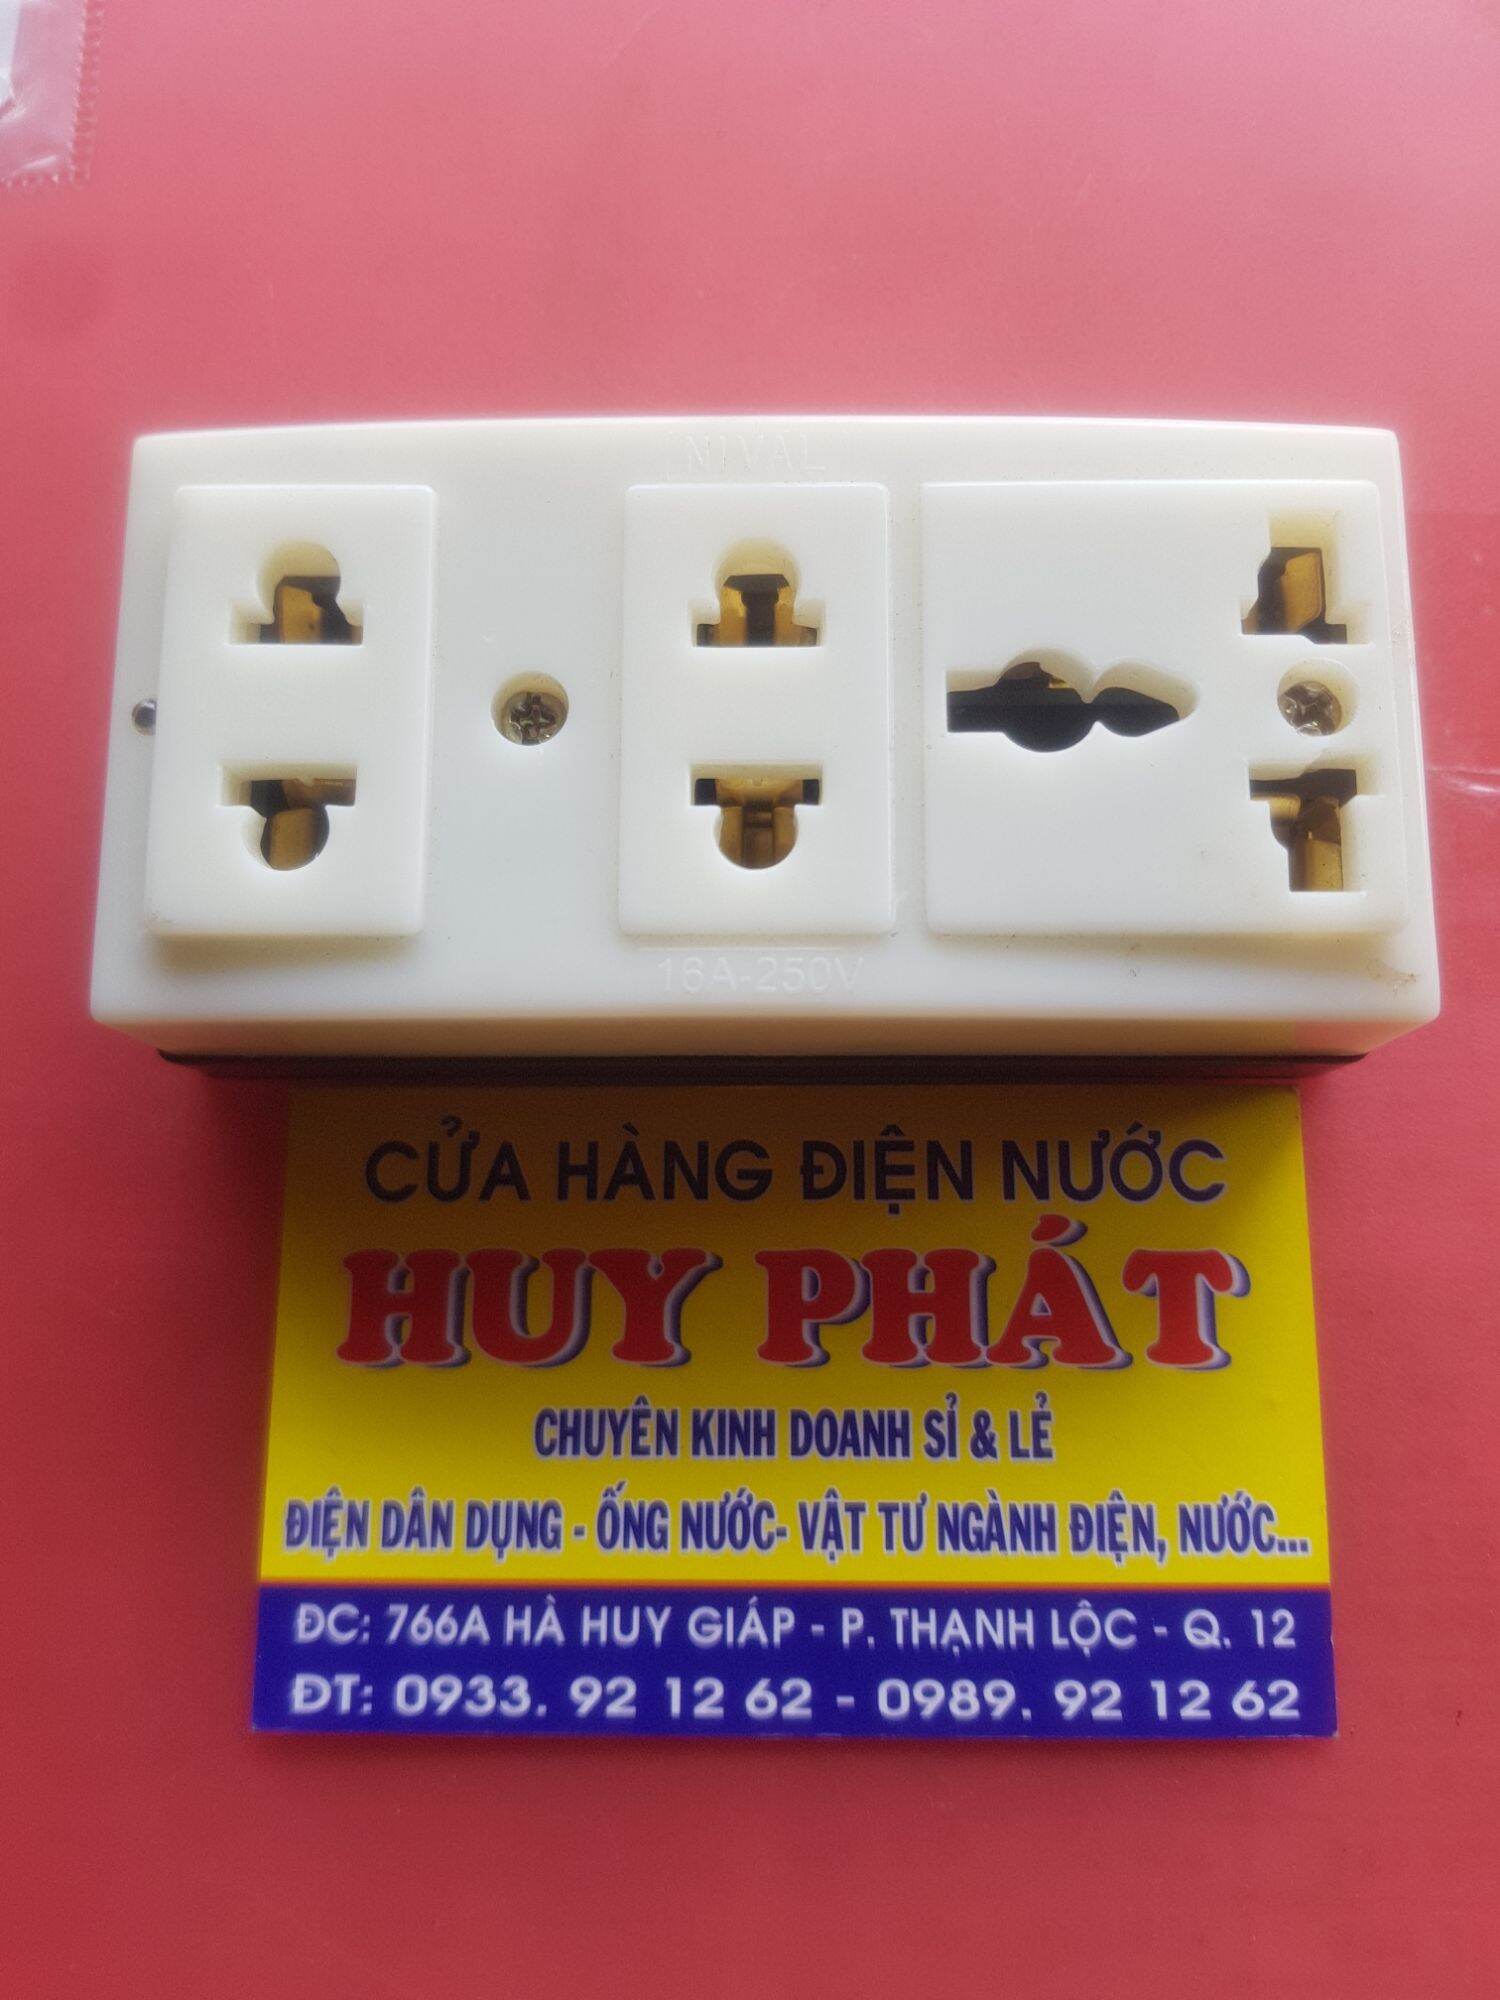 NIVAL
16A-250V
CỬA HÀNG ĐIỆN NƯỚC
HUY PHÁT
CHUYÊN KINH DOANH SỈ & LẺ
ĐIỆN DÂN DỤNG - ỐNG NƯỚC- VẬT TƯ NGÀNH ĐIỆN, NƯỚC...
ĐC: 766A HÀ HUY GIÁP - P. THẠNH LỘC - Q. 12
ĐT: 0933. 92 12 62 - 0989. 92 12 62